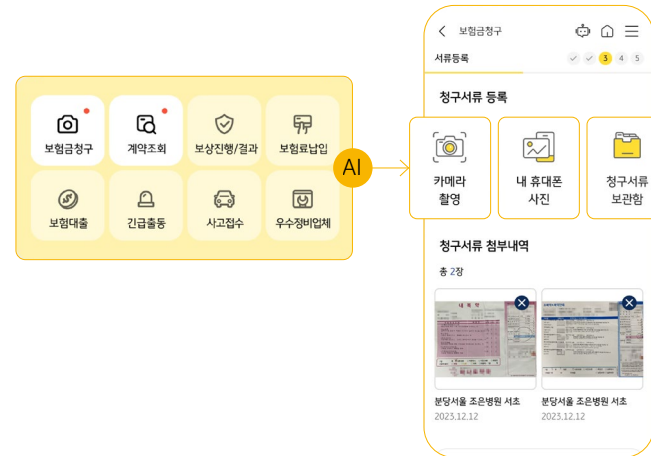 보험금청구
계약조회
보상진행/결과
보험료납입
보험대출
긴급출동
사고접수
우수정비업체
AI
보험금청구
서류등록
3 4 5
청구서류 등록
카메라
촬영
내 휴대폰
사진
청구서류
보관함
청구서류 첨부내역
총 2장
분당서울 조은병원 서초
2023.12.12
분당서울 조은병원 서초
2023.12.12